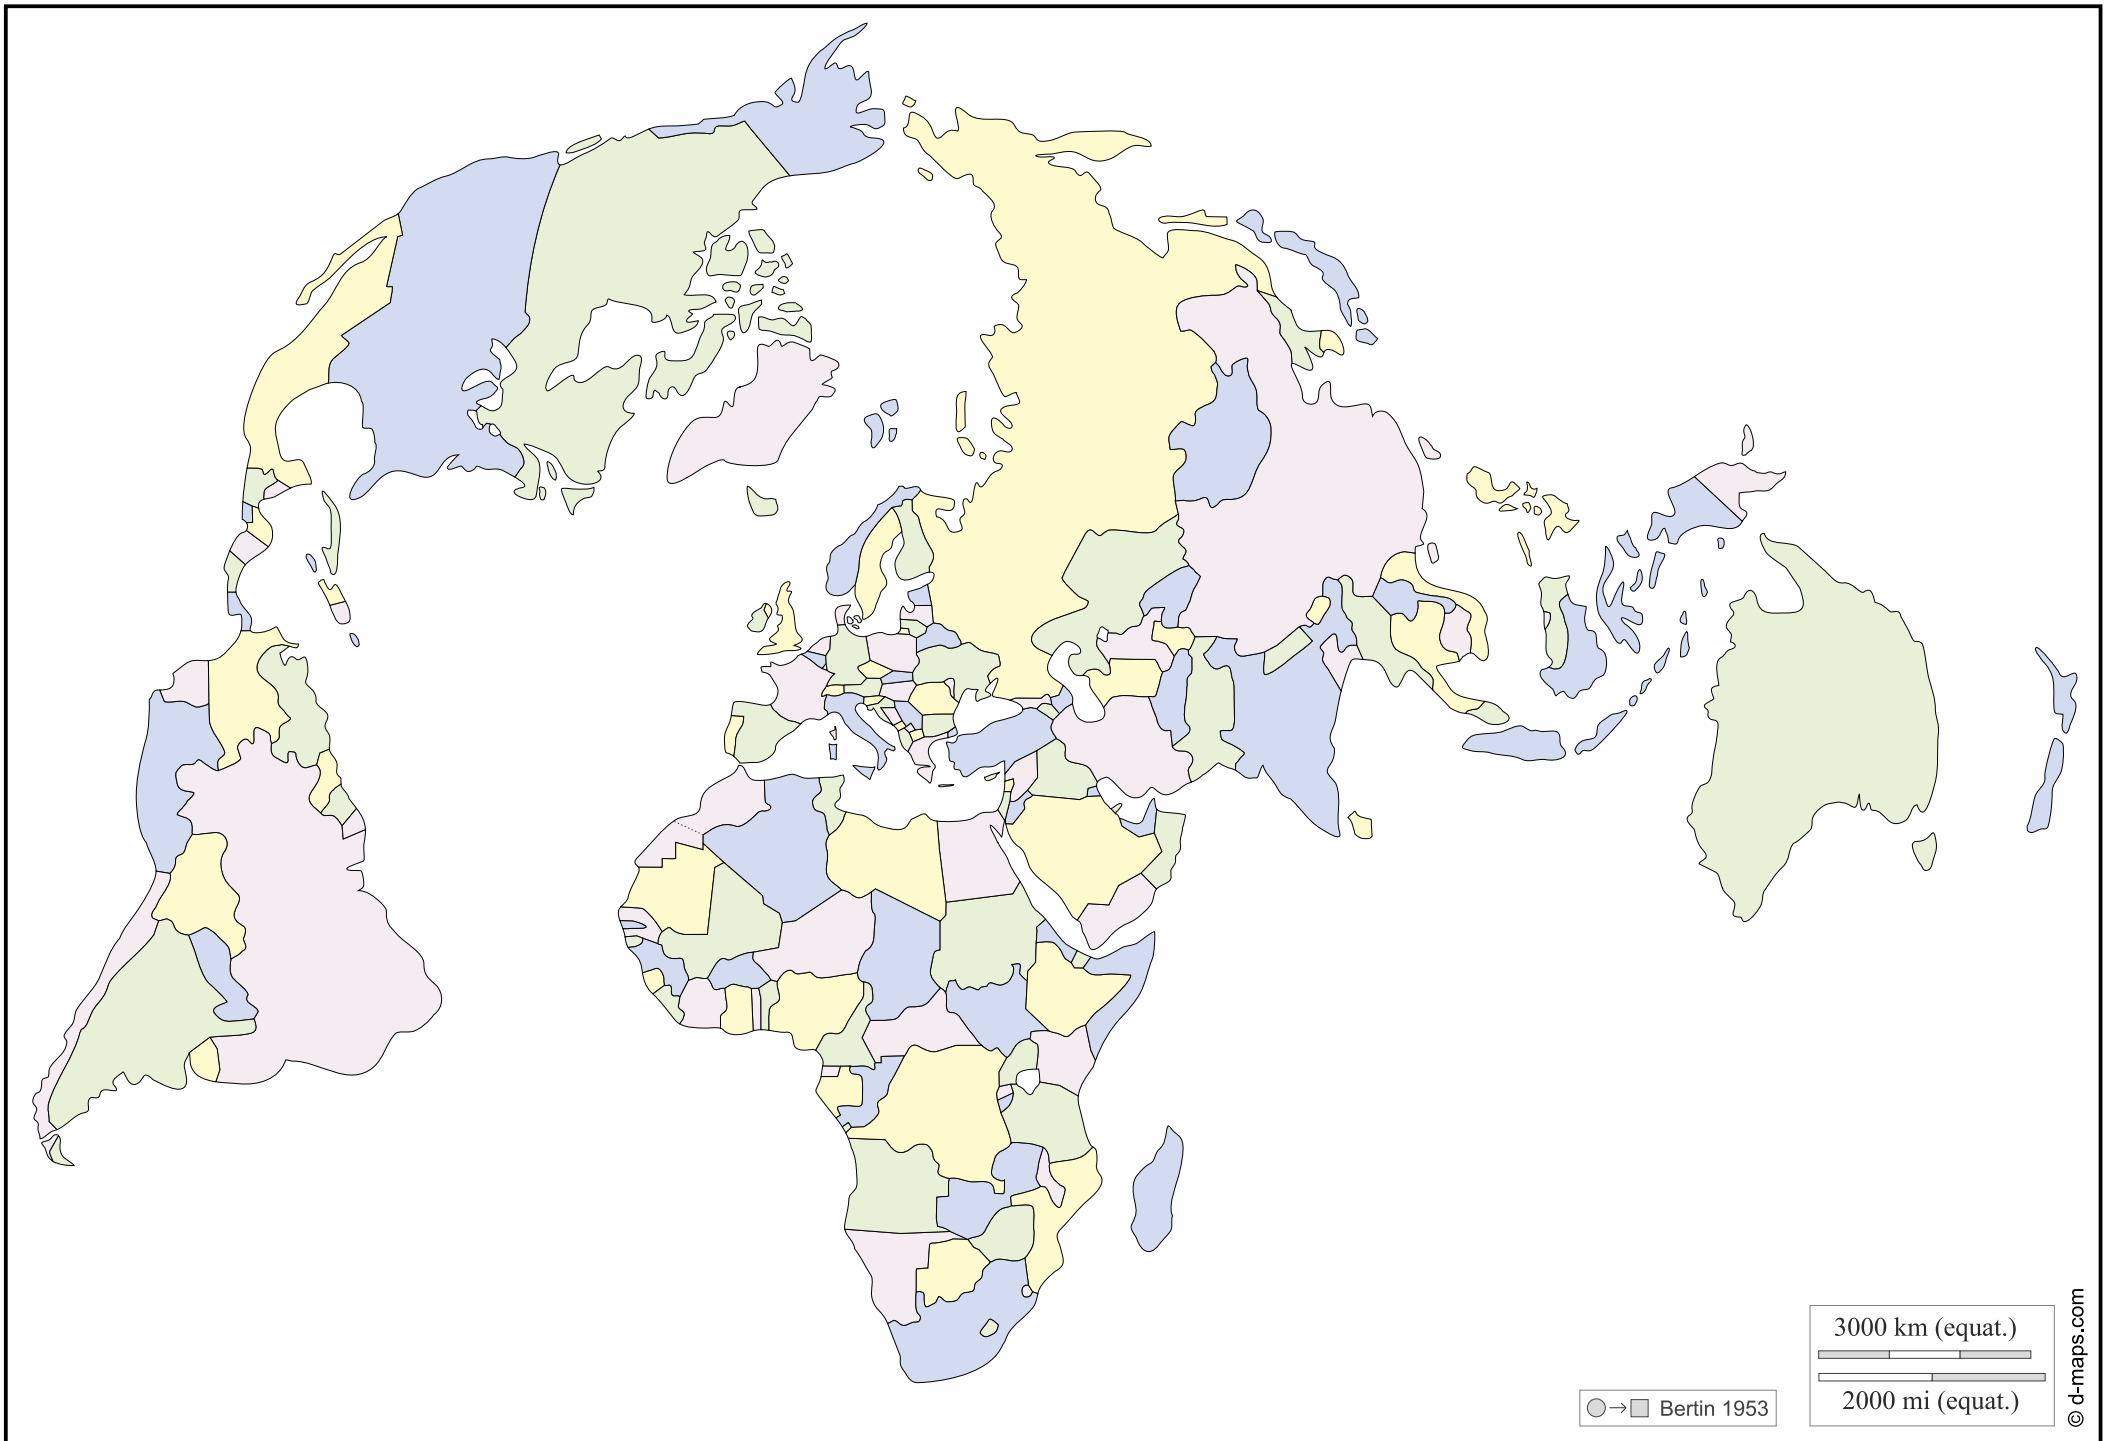 3000 km (equat.)
2000 mi (equat.)
Bertin 1953
© d-maps.com